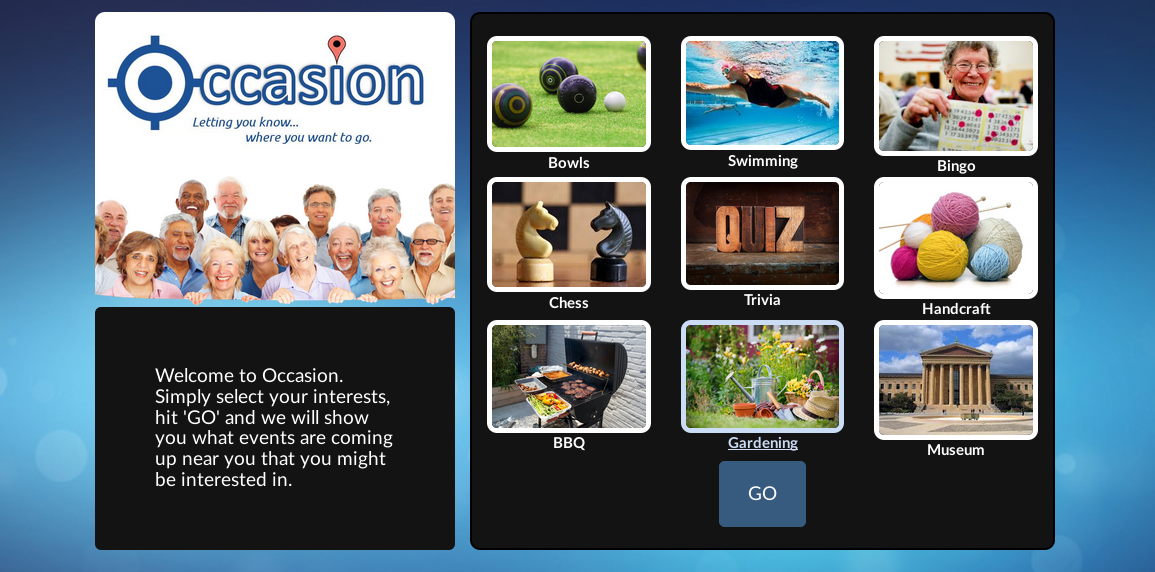 Occasion
Letting you know...
where you want to go.
Welcome to Occasion.
Simply select your interests,
hit 'GO' and we will show
you what events are coming
up near you that you might
be interested in.
Bowls
Swimming
Bingo
Chess
QUIZ
Trivia
Handcraft
BBQ
Gardening
Museum
GO